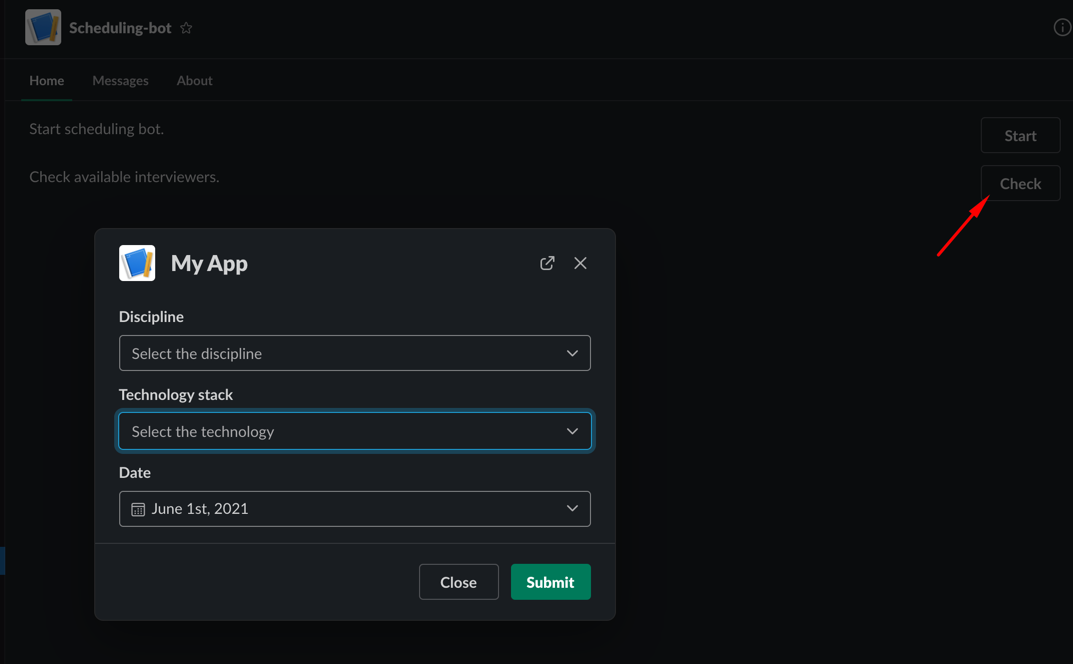 Scheduling-bot
Home Messages About
Start scheduling bot.
Start
Check available interviewers.
Check
My App
Discipline
Select the discipline
Technology stack
Select the technology
Date
June 1st, 2021
Close Submit